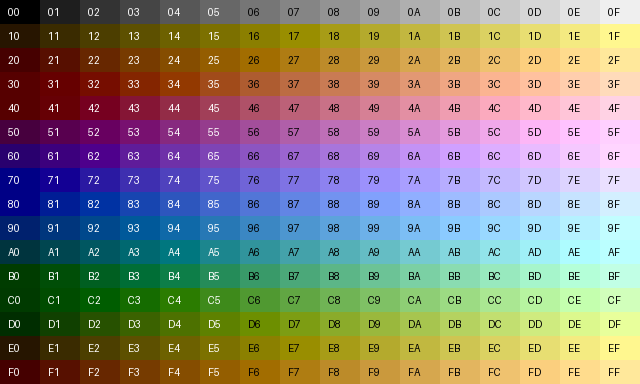 00 01 02 03 04 05 06 07 08 09 0A 0B 0C 0D 0E 0F
10 11 12 13 14 15 16 17 18 19 1A 1B 1C 1D 1E 1F
20 21 22 23 24 25 26 27 28 29 2A 2B 2C 2D 2E 2F
30 31 32 33 34 35 36 37 38 39 3A 3B 3C 3D 3E 3F
40 41 42 43 44 45 46 47 48 49 4A 4B 4C 4D 4E 4F
50 51 52 53 54 55 56 57 58 59 5A 5B 5C 5D 5E 5F
60 61 62 63 64 65 66 67 68 69 6A 6B 6C 6D 6E 6F
70 71 72 73 74 75 76 77 78 79 7A 7B 7C 7D 7E 7F
80 81 82 83 84 85 86 87 88 89 8A 8B 8C 8D 8E 8F
90 91 92 93 94 95 96 97 98 99 9A 9B 9C 9D 9E 9F
A0 A1 A2 A3 A4 A5 A6 A7 A8 A9 AA AB AC AD AE AF
B0 B1 B2 B3 B4 B5 B6 B7 B8 B9 BA BB BC BD BE BF
C0 C1 C2 C3 C4 C5 C6 C7 C8 C9 CA CB CC CD CE CF
D0 D1 D2 D3 D4 D5 D6 D7 D8 D9 DA DB DC DD DE DF
E0 E1 E2 E3 E4 E5 E6 E7 E8 E9 EA EB EC ED EE EF
F0 F1 F2 F3 F4 F5 F6 F7 F8 F9 FA FB FC FD FE FF